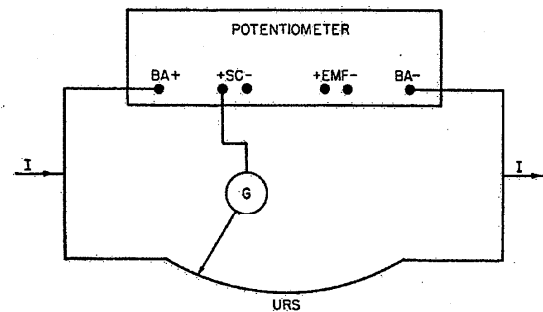 POTENTIOMETER
BA+ +SC- +EMF- BA-
I I
G
URS